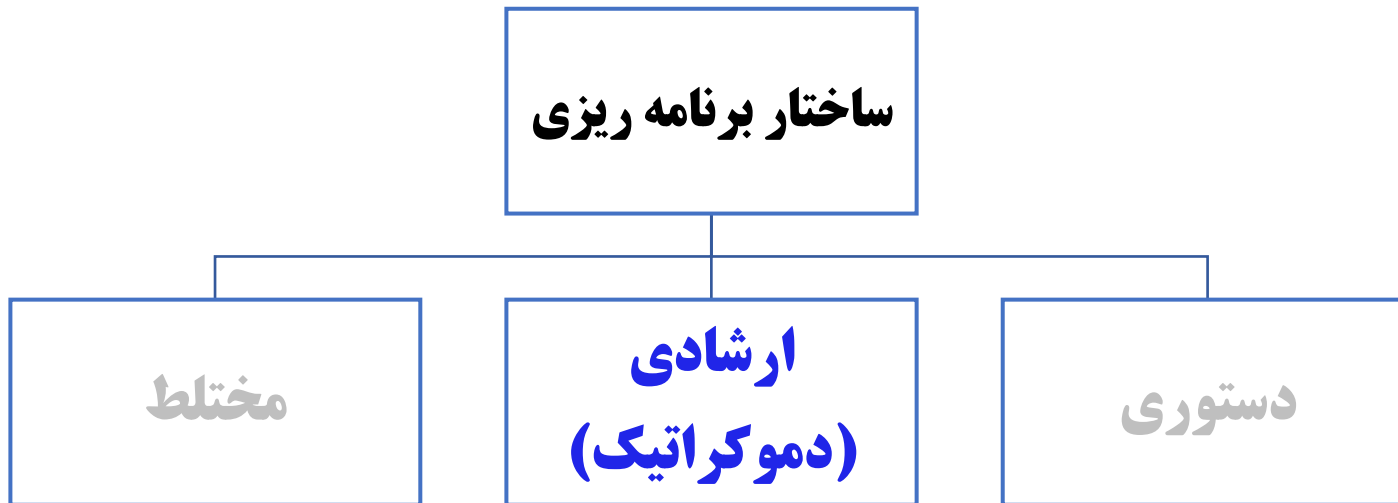 ساختار برنامه ریزی
دستوری
ارشادی
(دموکراتیک)
مختلط